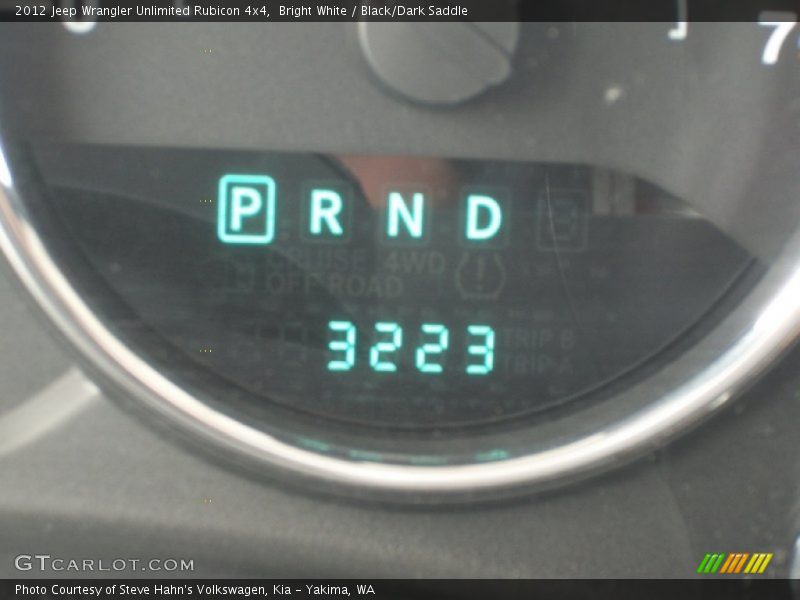 2012 Jeep Wrangler Unlimited Rubicon 4x4, Bright White / Black/Dark Saddle
7
P R N D
CRUISE 4WD
OFF ROAD
3223
TRIP B
TRIP A
GTCARLOT.COM
Photo Courtesy of Steve Hahn's Volkswagen, Kia - Yakima, WA